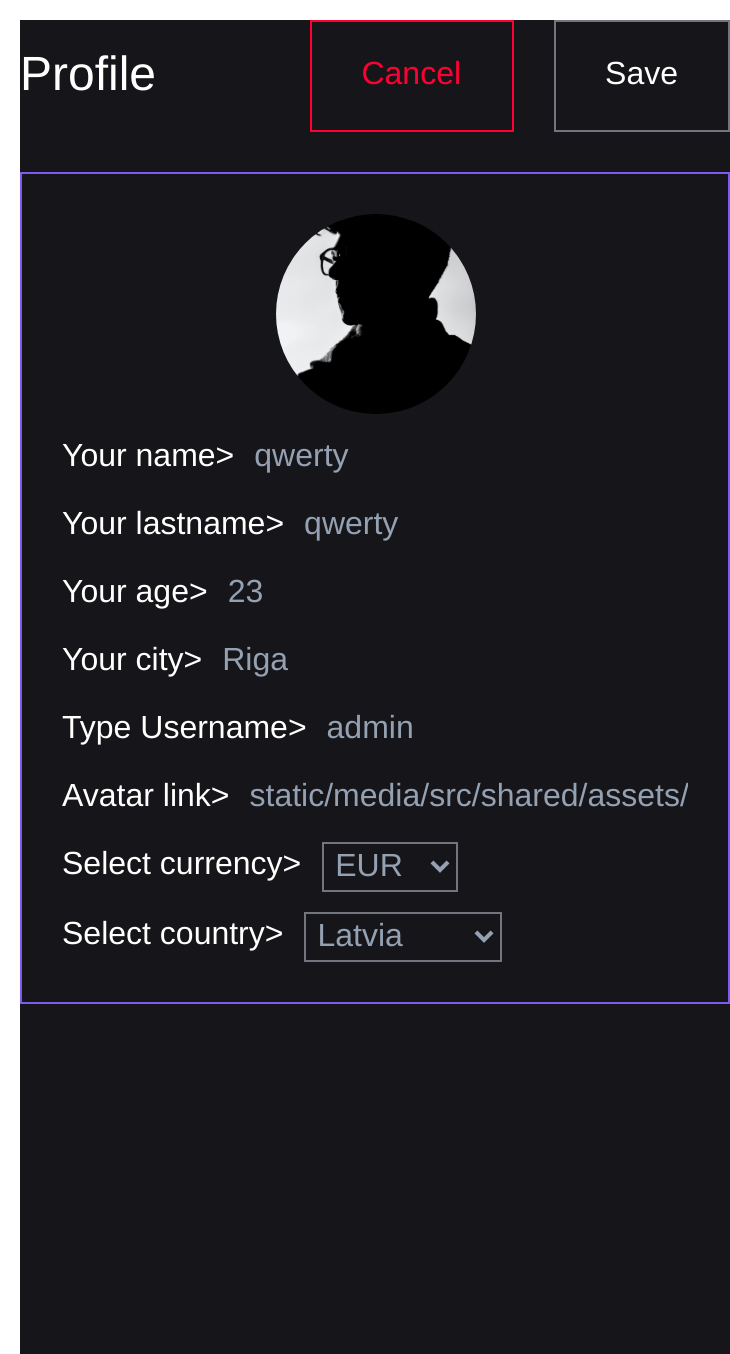 Profile Cancel Save
Your name> qwerty
Your lastname> qwerty
Your age> 23
Your city> Riga
Type Username> admin
Avatar link> static/media/src/shared/assets/
Select currency> EUR
Select country> Latvia